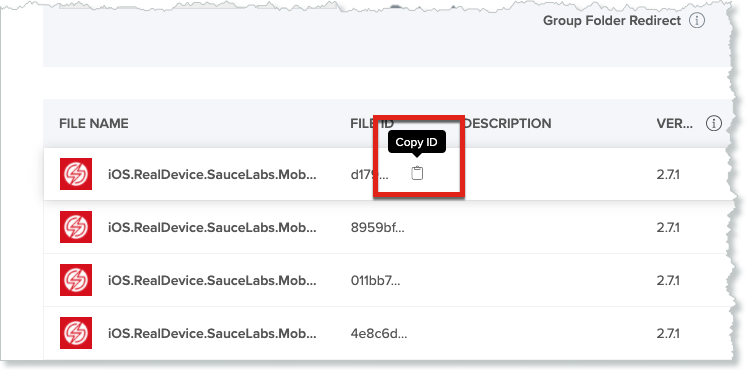 Group Folder Redirect
FILE NAME FILE ID DESCRIPTION VER...
Copy ID
iOS.RealDevice.SauceLabs.Mob... d179... 2.7.1
iOS.RealDevice.SauceLabs.Mob... 8959bf... 2.7.1
iOS.RealDevice.SauceLabs.Mob... 011bb7... 2.7.1
iOS.RealDevice.SauceLabs.Mob... 4e8c6d... 2.7.1